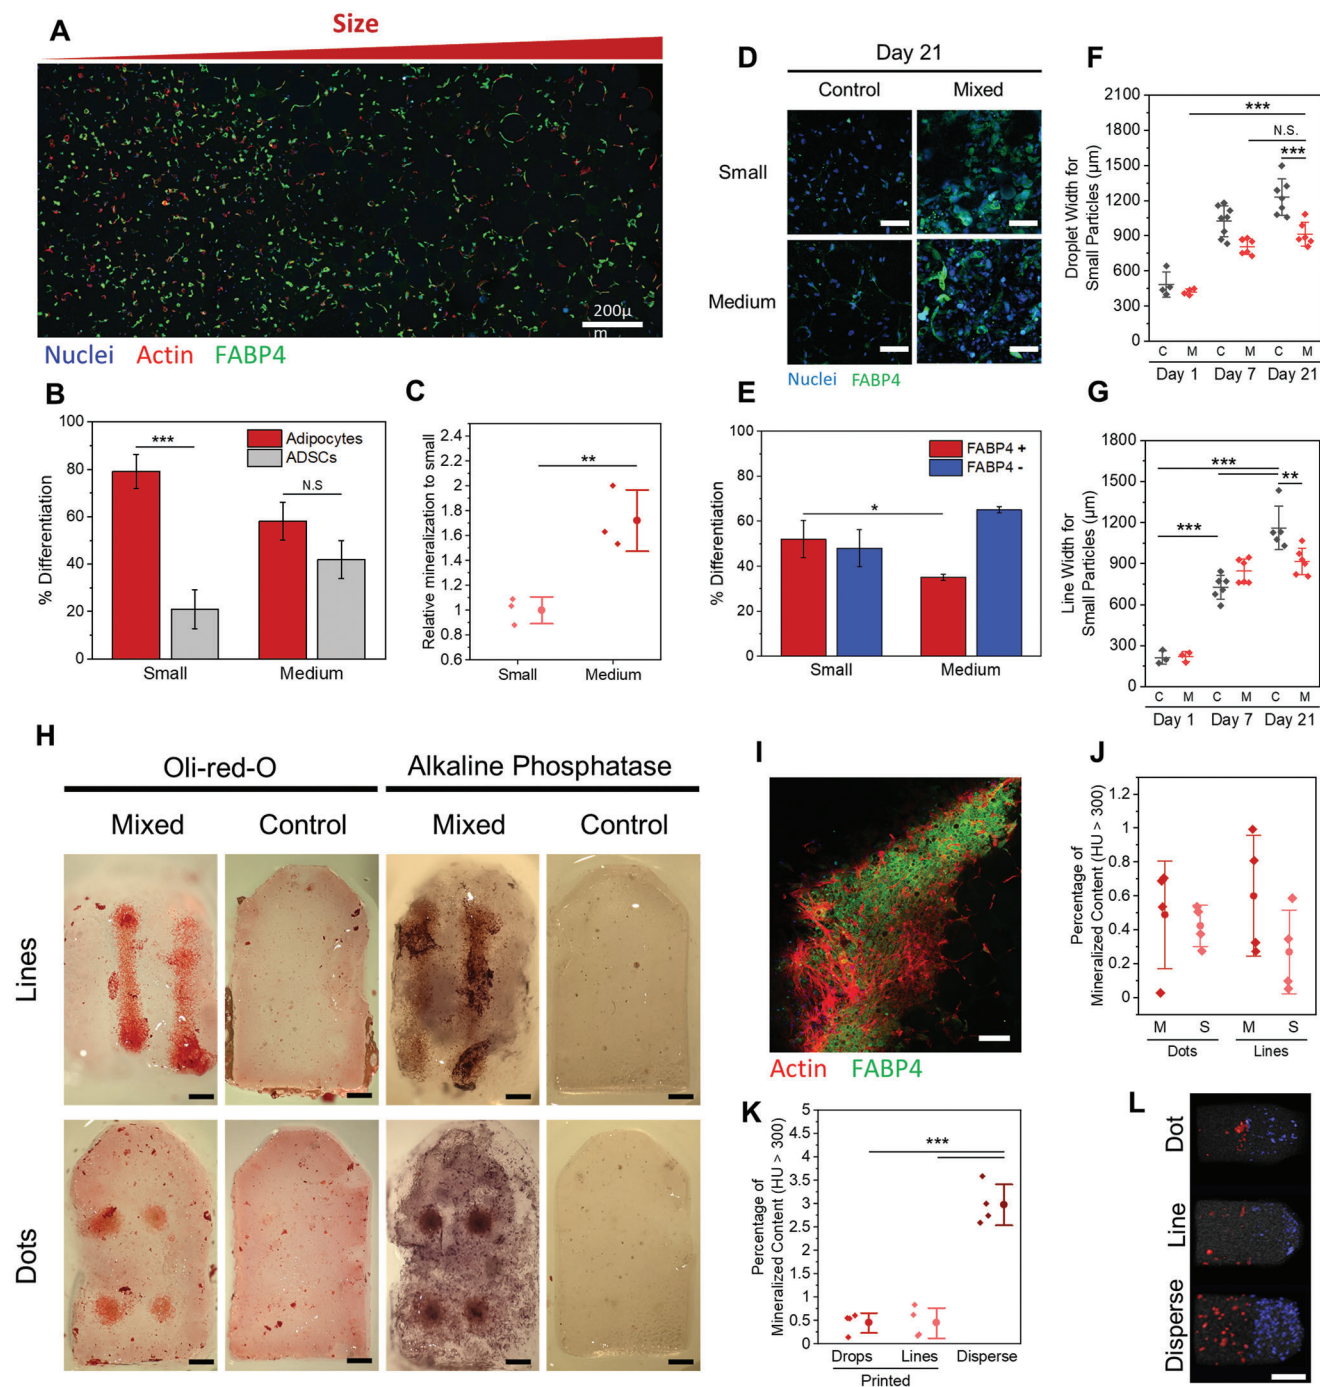 A
Size
200μ
m
Nuclei Actin FABP4
B
% Differentiation
100
80
60
40
20
0
***
N.S
Adipocytes
ADSCs
Small Medium
C
Relative mineralization to small
2.4
2.2
2
1.8
1.6
1.4
1.2
1
0.8
0.6
**
Small Medium
D
Day 21
Control Mixed
Small
Medium
Nuclei FABP4
E
% Differentiation
100
80
60
40
20
0
*
FABP4 +
FABP4 -
Small Medium
F
Droplet Width for
Small Particles (μm)
2100
1800
1500
1200
900
600
300
0
***
N.S.
***
C M C M C M
Day 1 Day 7 Day 21
G
Line Width for
Small Particles (μm)
1800
1500
1200
900
600
300
0
***
**
***
C M C M C M
Day 1 Day 7 Day 21
H
Oli-red-O Alkaline Phosphatase
Mixed Control Mixed Control
Lines
Dots
I
Actin FABP4
J
Percentage of
Mineralized Content (HU > 300)
1.2
1
0.8
0.6
0.4
0.2
0
M S M S
Dots Lines
K
Percentage of
Mineralized Content (HU > 300)
5
4.5
4
3.5
3
2.5
2
1.5
1
0.5
0
***
Drops Lines Disperse
Printed
L
Dot
Line
Disperse